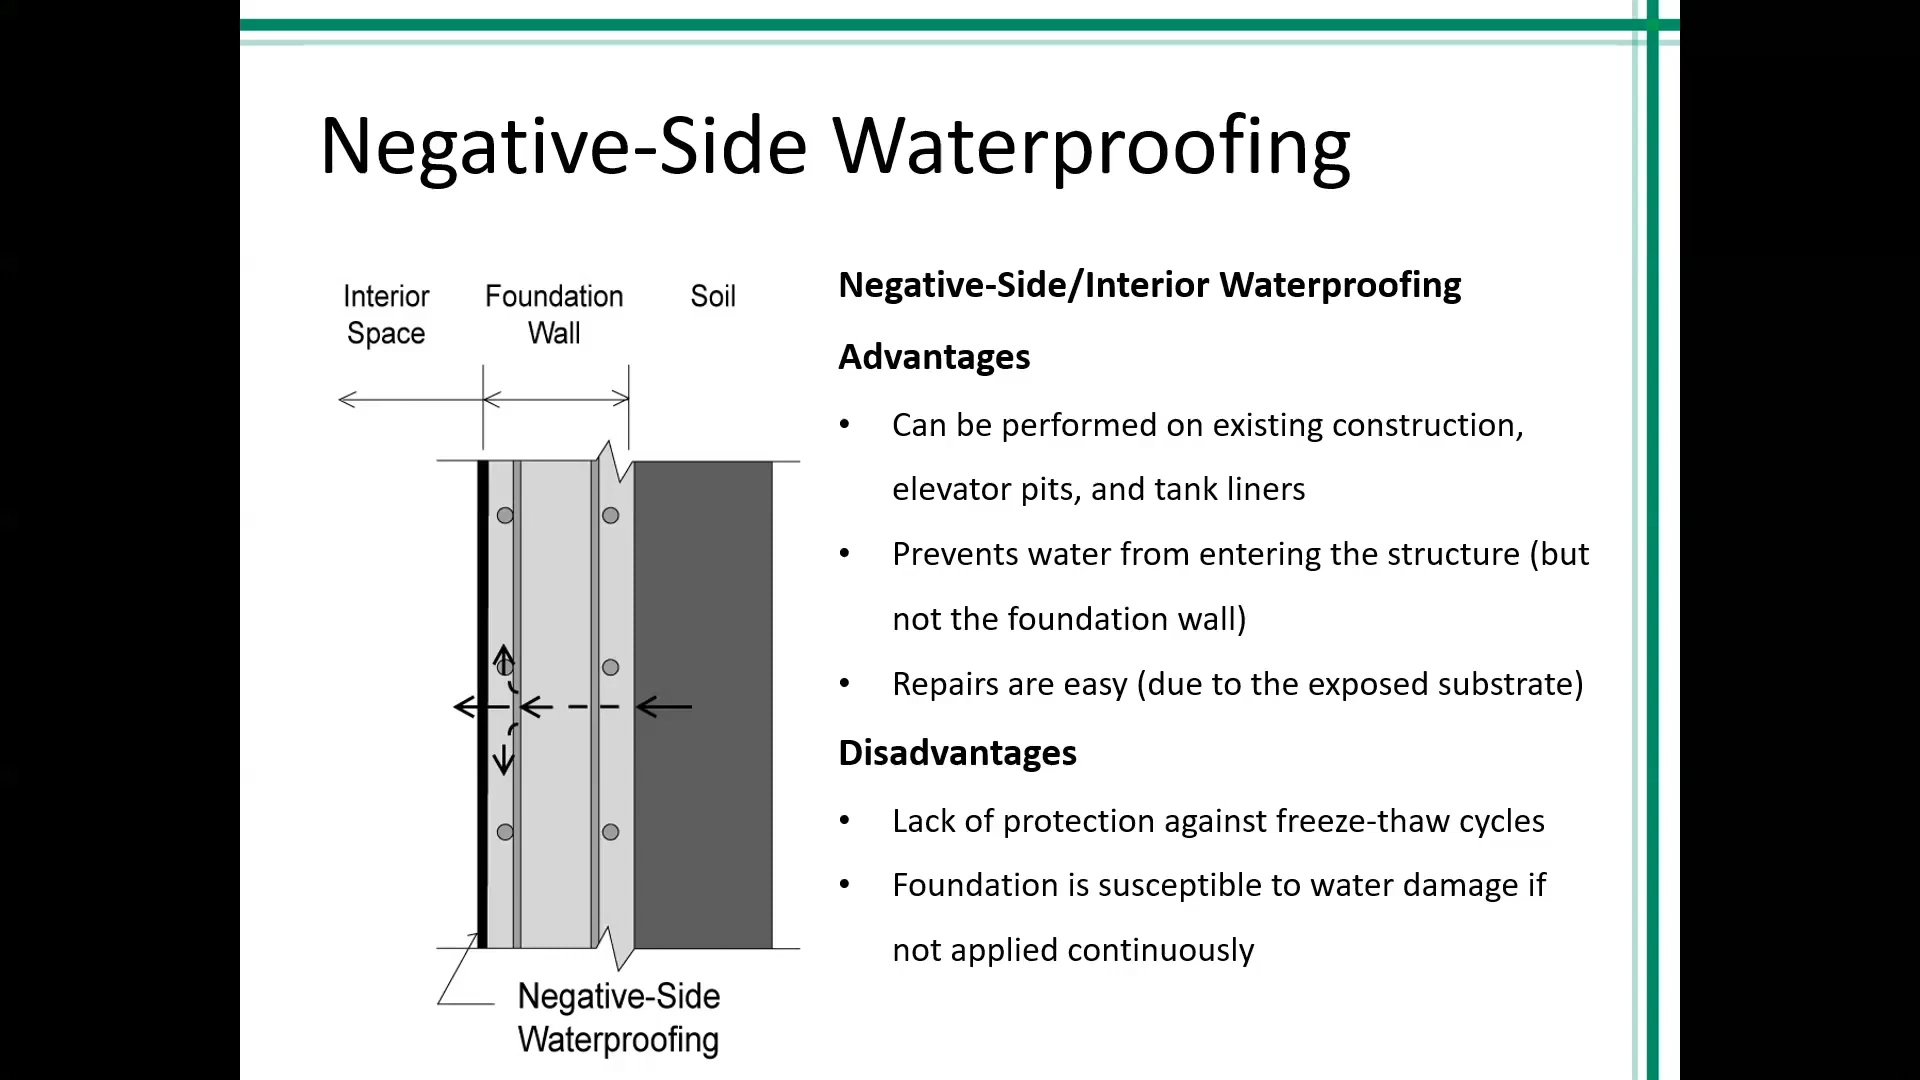 Negative-Side Waterproofing
Interior
Space
Foundation
Wall
Soil
Negative-Side
Waterproofing
Negative-Side/Interior Waterproofing
Advantages
• Can be performed on existing construction,
elevator pits, and tank liners
• Prevents water from entering the structure (but
not the foundation wall)
• Repairs are easy (due to the exposed substrate)
Disadvantages
• Lack of protection against freeze-thaw cycles
• Foundation is susceptible to water damage if
not applied continuously